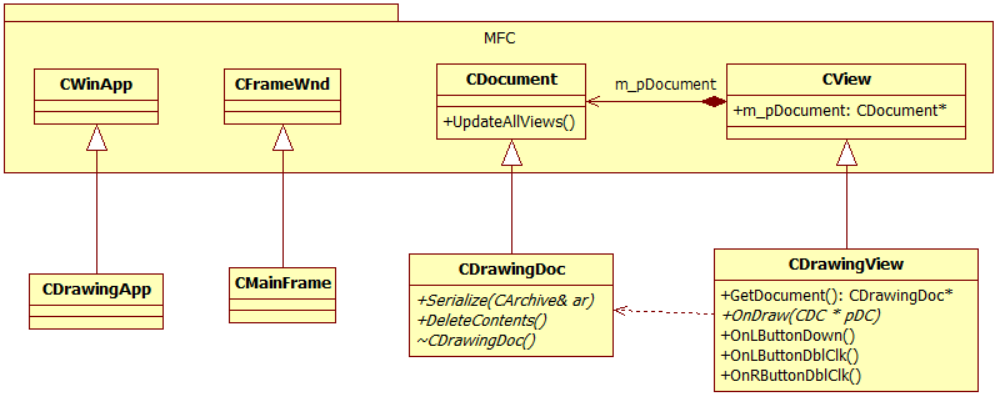 MFC
CWinApp
CFrameWnd
CDocument
+UpdateAllViews()
m_pDocument
CView
+m_pDocument: CDocument*
CDrawingApp
CMainFrame
CDrawingDoc
+Serialize(CArchive& ar)
+DeleteContents()
~CDrawingDoc()
CDrawingView
+GetDocument(): CDrawingDoc*
+OnDraw(CDC * pDC)
+OnLButtonDown()
+OnLButtonDblClk()
+OnRButtonDblClk()